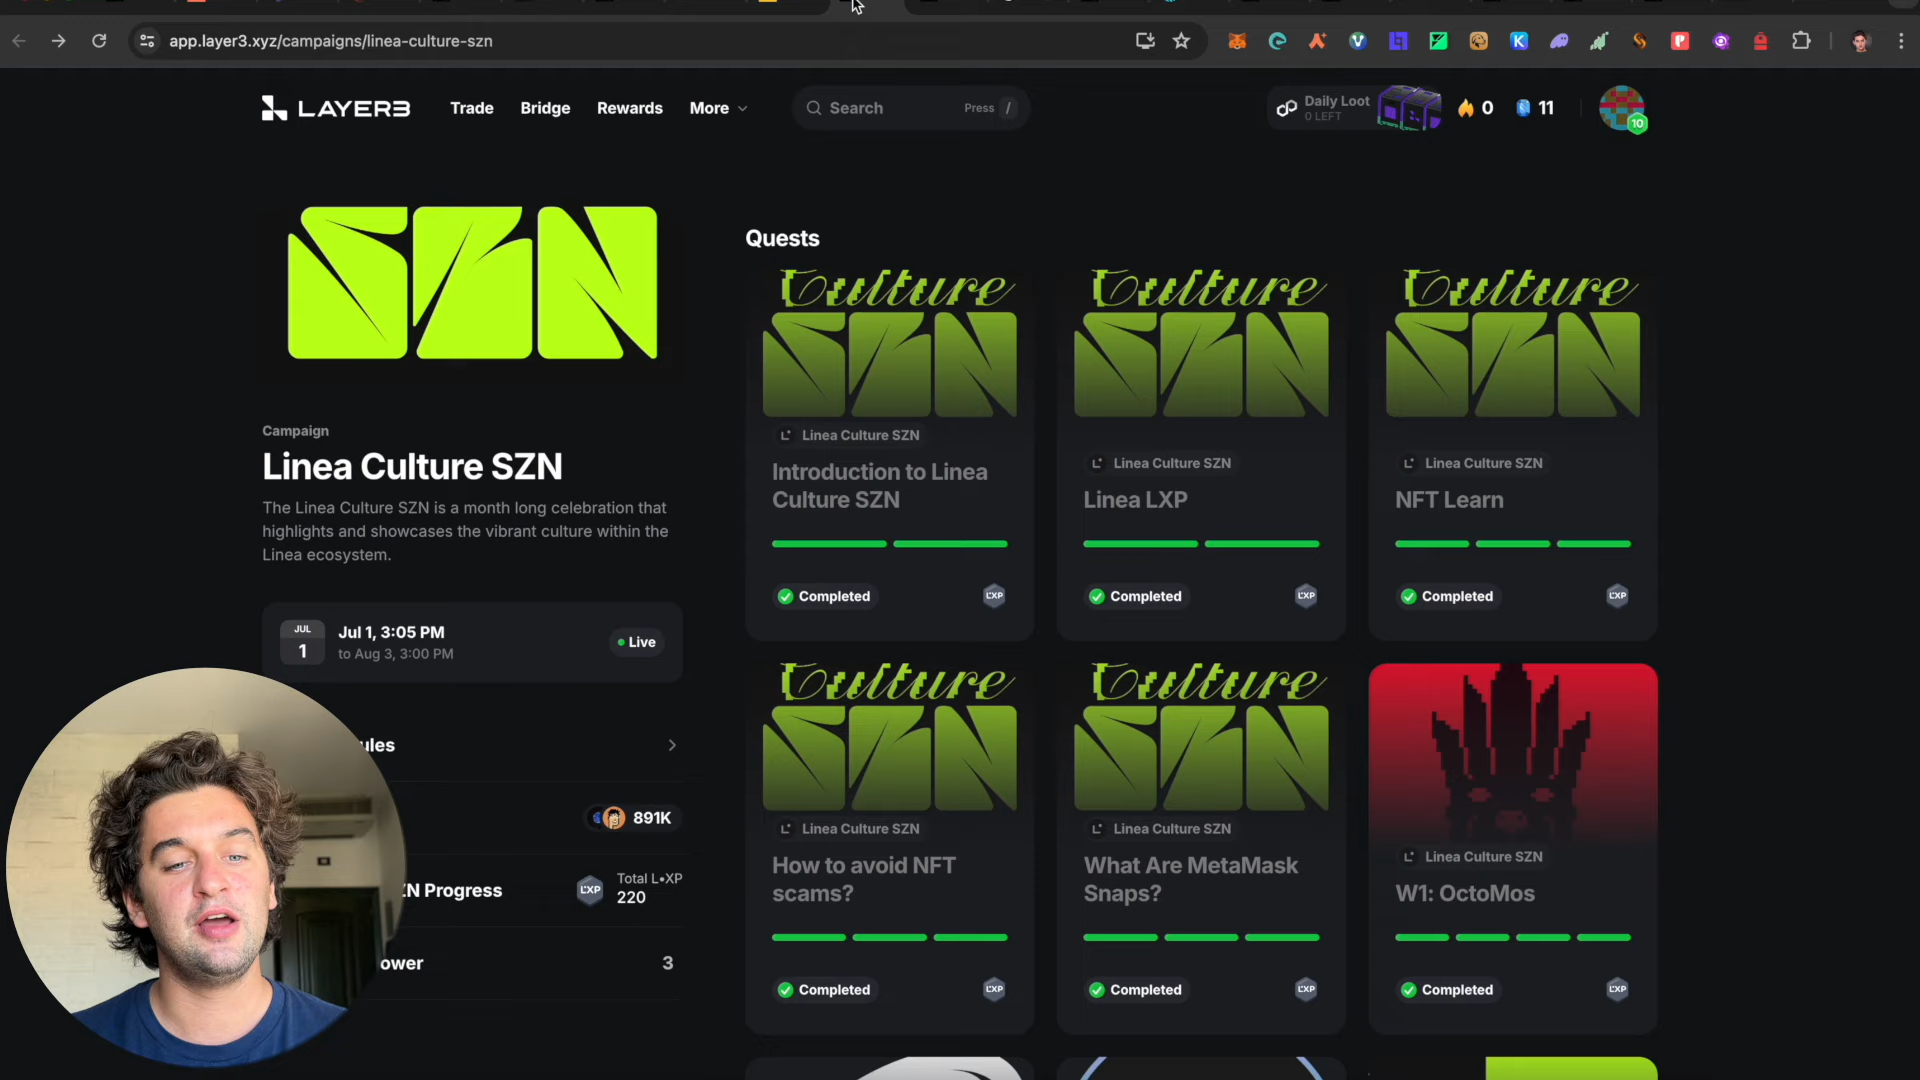 app.layer3.xyz/campaigns/linea-culture-szn
LAYER3
Trade
Bridge
Rewards
More
Search
Press /
Daily Loot
0 LEFT
0
11
10
SZN
Campaign
Linea Culture SZN
The Linea Culture SZN is a month long celebration that
highlights and showcases the vibrant culture within the
Linea ecosystem.
JUL
1
Jul 1, 3:05 PM
to Aug 3, 3:00 PM
Live
ules
891K
ZN Progress
LXP
Total L•XP
220
ower
3
Quests
Culture
SZN
Linea Culture SZN
Introduction to Linea
Culture SZN
Completed
LXP
Culture
SZN
Linea Culture SZN
Linea LXP
Completed
LXP
Culture
SZN
Linea Culture SZN
NFT Learn
Completed
LXP
Culture
SZN
Linea Culture SZN
How to avoid NFT
scams?
Completed
LXP
Culture
SZN
Linea Culture SZN
What Are MetaMask
Snaps?
Completed
LXP
Linea Culture SZN
W1: OctoMos
Completed
LXP